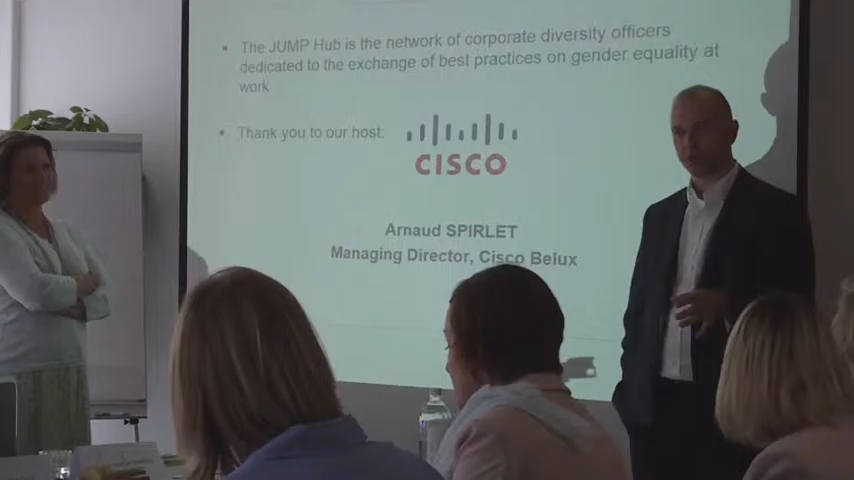 • The JUMP Hub is the network of corporate diversity officers
dedicated to the exchange of best practices on gender equality at
work
• Thank you to our host:
CISCO
Arnaud SPIRLET
Managing Director, Cisco Belux